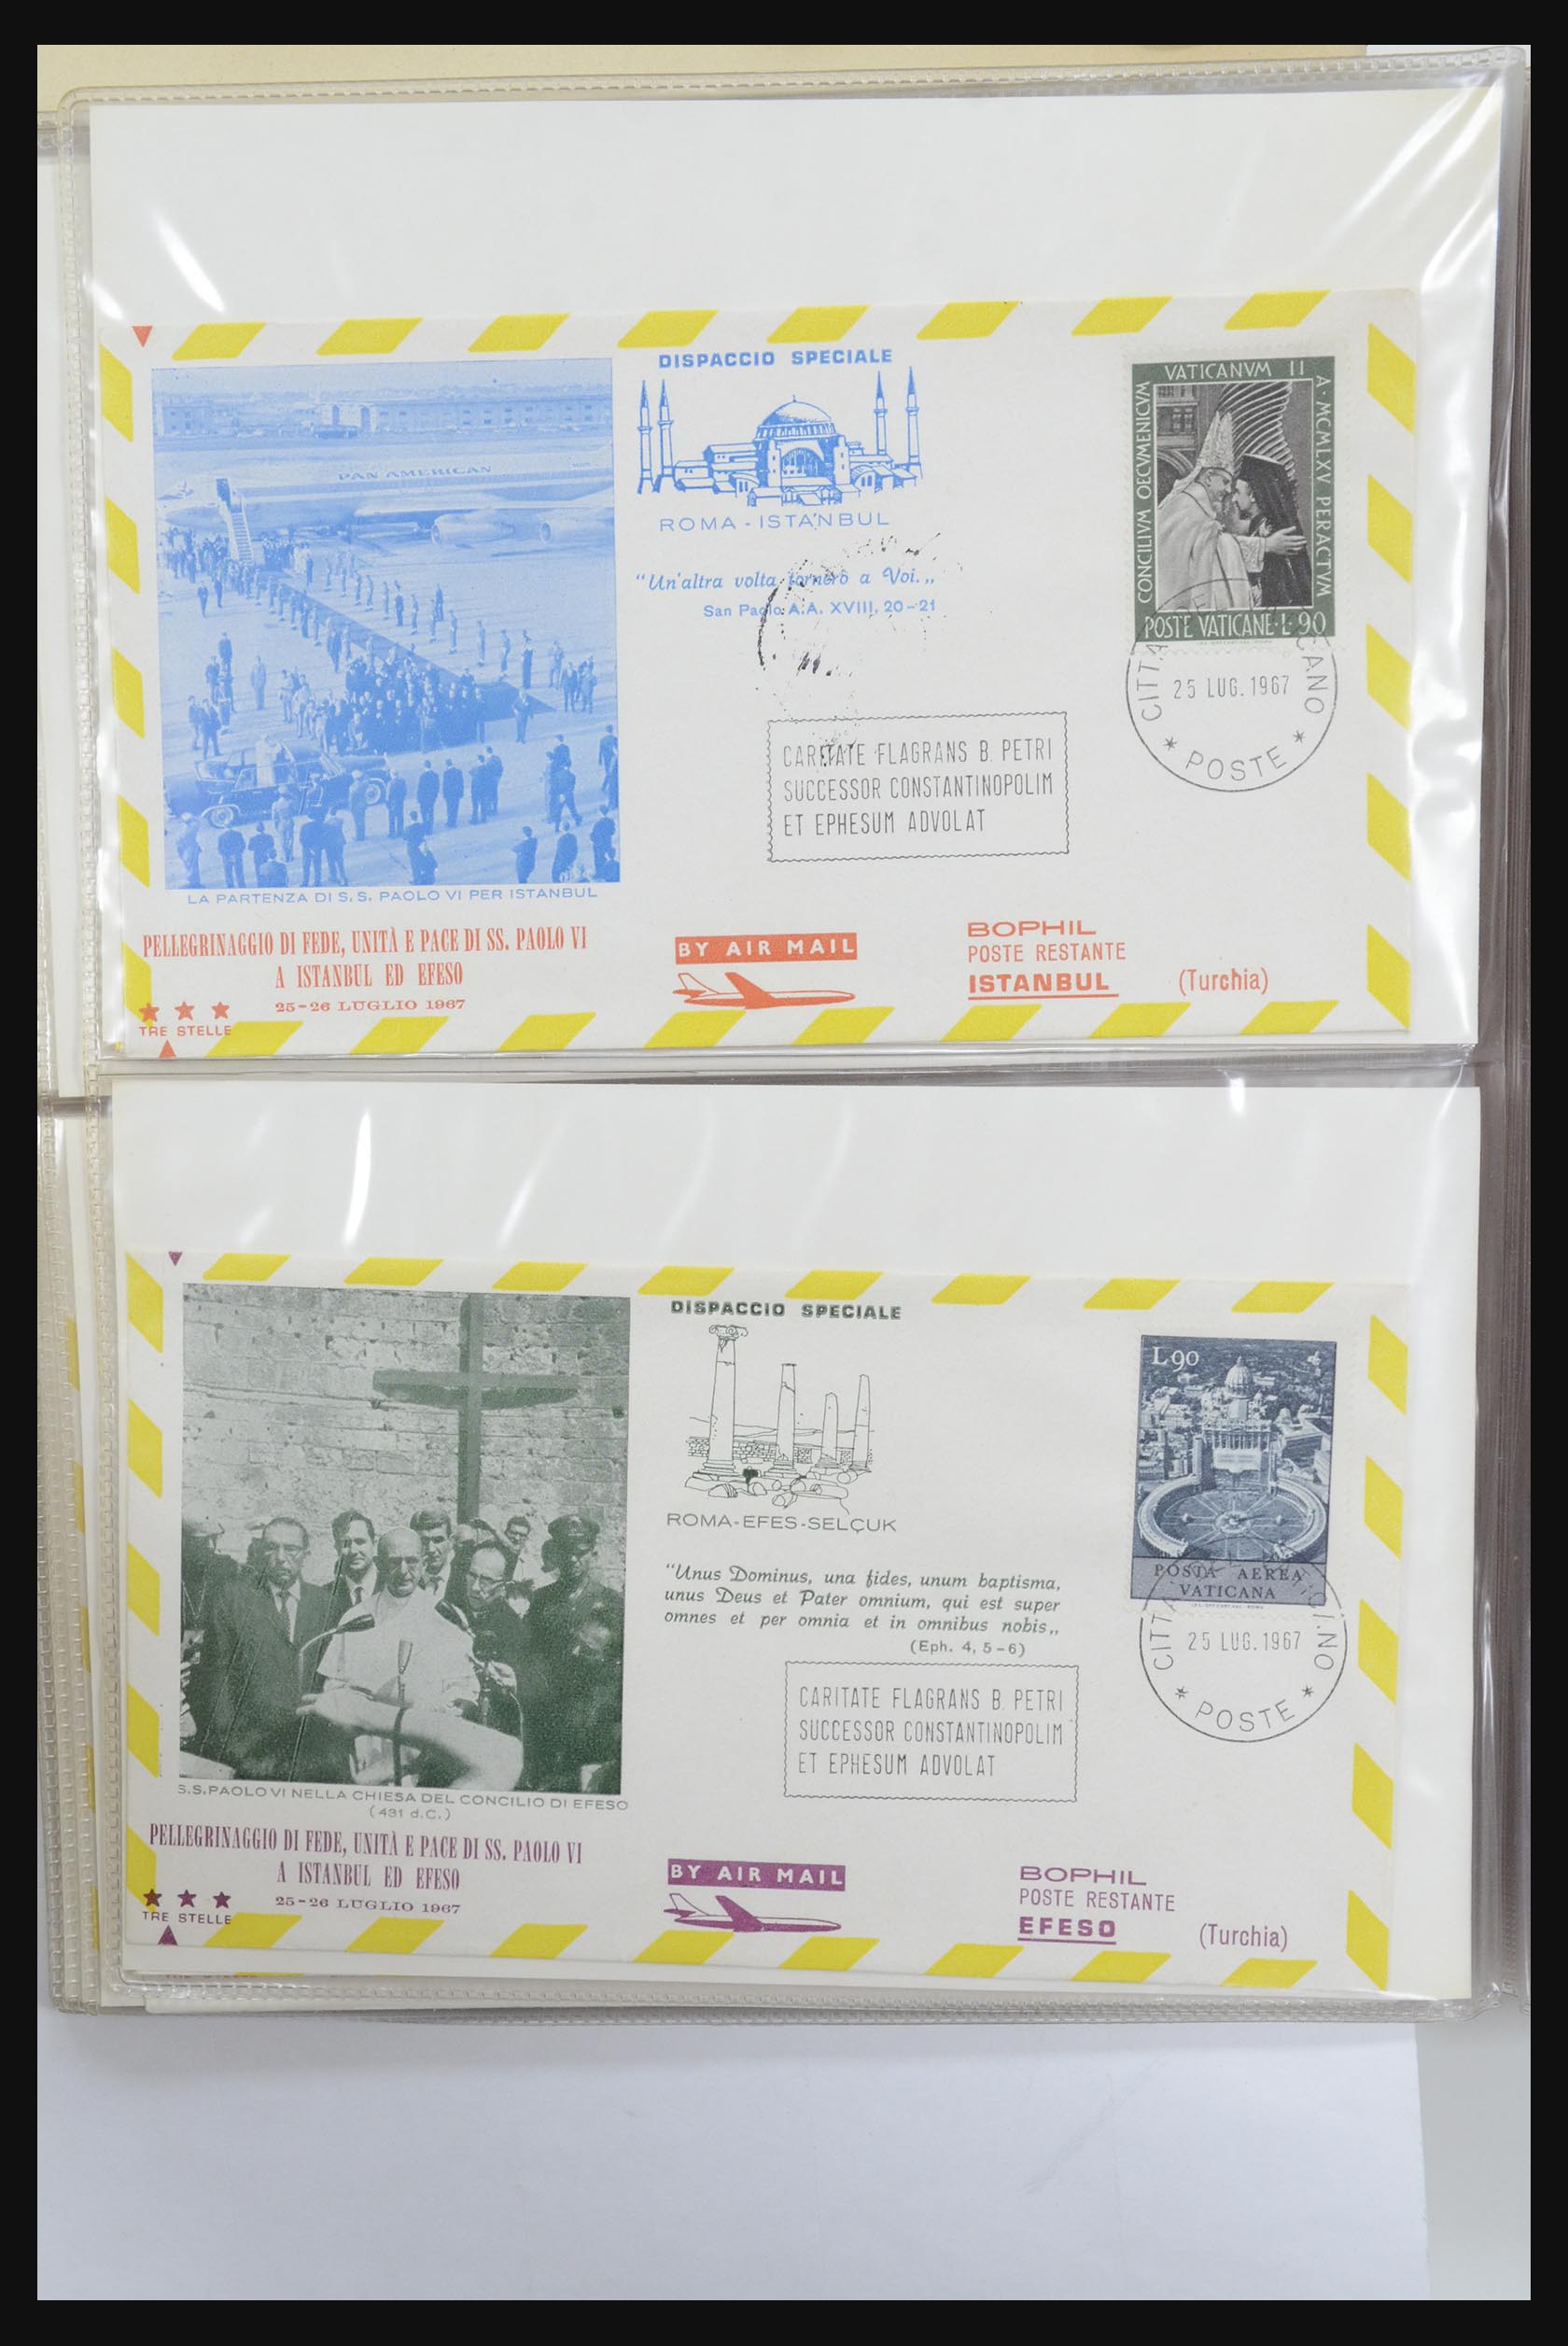 DISPACCIO SPECIALE
PAN AMERICAN
ROMA - ISTANBUL
“Un'altra volta tornerò a Voi.„
San Paolo A.A. XVIII, 20-21
CONCILIVM OECVMENICVM
VATICANVM II
A·MCMLXV PERACTVM
POSTE VATICANE·L·90
25 LUG.1967
* POSTE *
CARITATE FLAGRANS B. PETRI
SUCCESSOR CONSTANTINOPOLIM
ET EPHESUM ADVOLAT
LA PARTENZA DI S.S. PAOLO VI PER ISTANBUL
PELLEGRINAGGIO DI FEDE, UNITÀ E PACE DI SS. PAOLO VI
A ISTANBUL ED EFESO
25-26 LUGLIO 1967
TRE STELLE
BY AIR MAIL
BOPHIL
POSTE RESTANTE
ISTANBUL (Turchia)
DISPACCIO SPECIALE
ROMA-EFES-SELÇUK
“Unus Dominus, una fides, unum baptisma,
unus Deus et Pater omnium, qui est super
omnes et per omnia et in omnibus nobis„
(Eph. 4, 5-6)
L90
POSTA AEREA
VATICANA
25 LUG.1967
* POSTE *
CARITATE FLAGRANS B. PETRI
SUCCESSOR CONSTANTINOPOLIM
ET EPHESUM ADVOLAT
S.S.PAOLO VI NELLA CHIESA DEL CONCILIO DI EFESO
(431 d.C.)
PELLEGRINAGGIO DI FEDE, UNITÀ E PACE DI SS. PAOLO VI
A ISTANBUL ED EFESO
25-26 LUGLIO 1967
TRE STELLE
BY AIR MAIL
BOPHIL
POSTE RESTANTE
EFESO (Turchia)